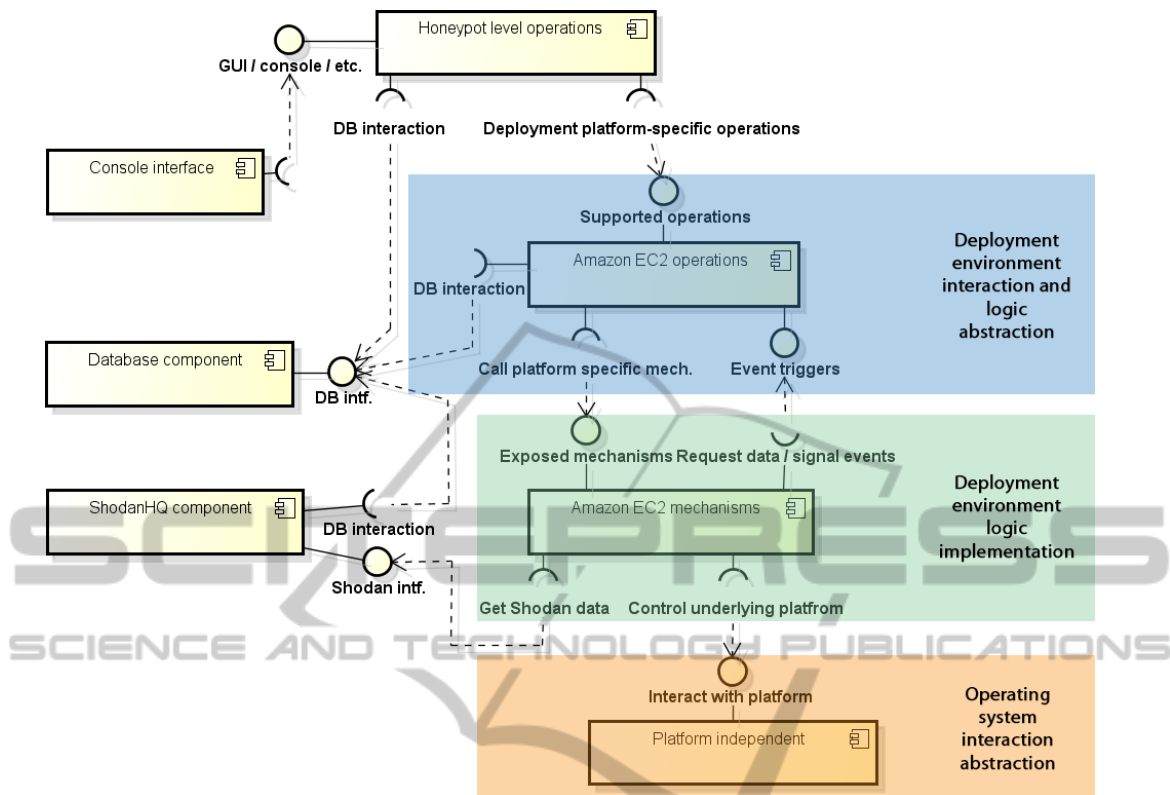 Honeypot level operations
GUI / console / etc.
DB interaction
Deployment platform-specific operations
Console interface
Supported operations
Amazon EC2 operations
Deployment
environment
interaction and
logic
abstraction
DB interaction
Database component
DB intf.
Call platform specific mech.
Event triggers
Exposed mechanisms
Request data / signal events
ShodanHQ component
Amazon EC2 mechanisms
Deployment
environment
logic
implementation
DB interaction
Shodan intf.
Get Shodan data
Control underlying platfrom
SCITEPRESS
SCIENCE AND TECHNOLOGY PUBLICATIONS
Interact with platform
Platform independent
Operating
system
interaction
abstraction